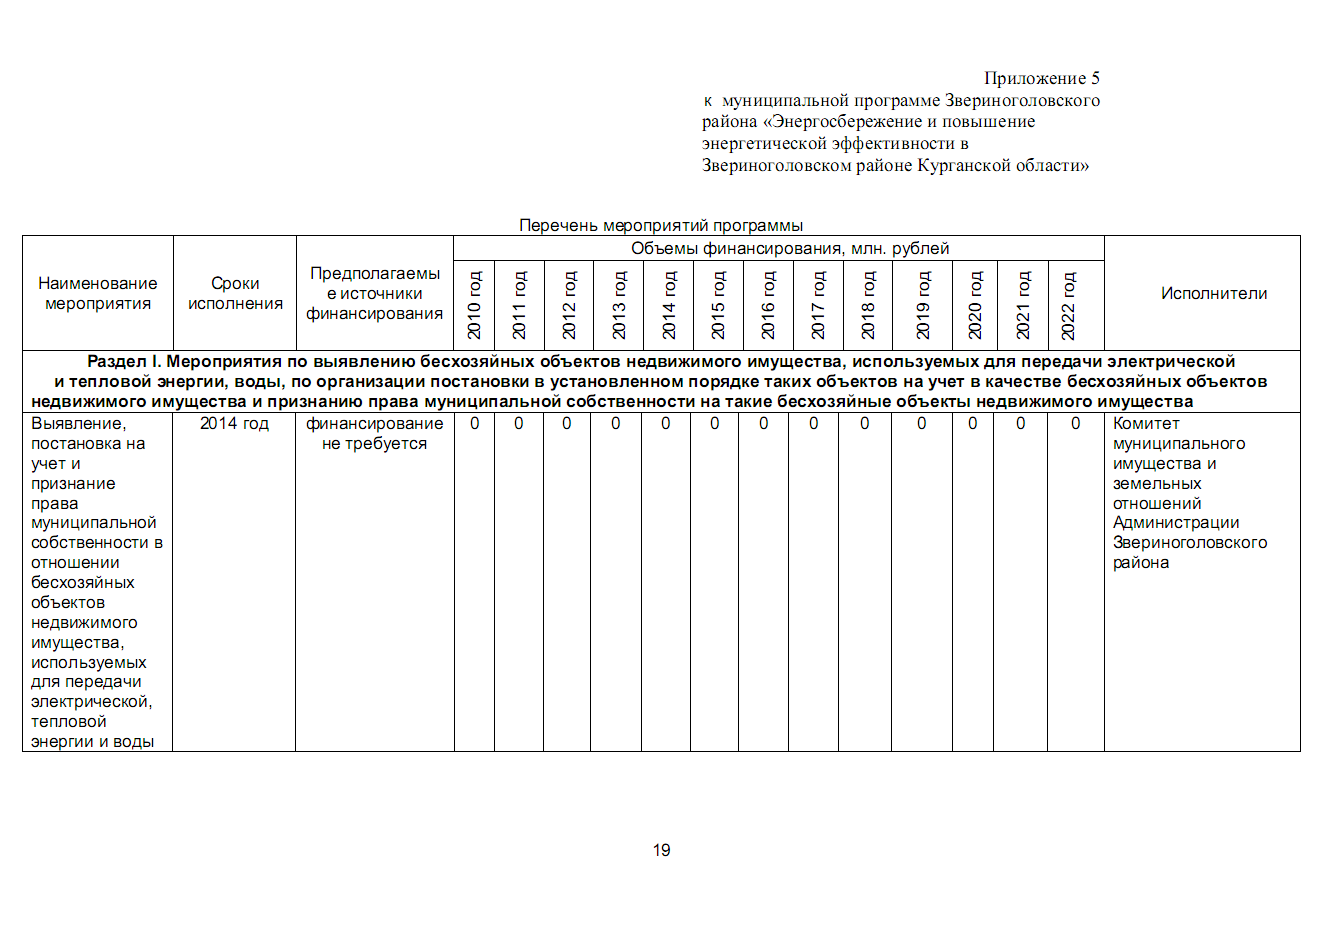 Приложение 5
к муниципальной программе Звериноголовского
района «Энергосбережение и повышение
энергетической эффективности в
Звериноголовском районе Курганской области»
Перечень мероприятий программы
Наименование
мероприятия
Сроки
исполнения
Предполагаемы
е источники
финансирования
Объемы финансирования, млн. рублей
2010 год
2011 год
2012 год
2013 год
2014 год
2015 год
2016 год
2017 год
2018 год
2019 год
2020 год
2021 год
2022 год
Исполнители
Раздел I. Мероприятия по выявлению бесхозяйных объектов недвижимого имущества, используемых для передачи электрической
и тепловой энергии, воды, по организации постановки в установленном порядке таких объектов на учет в качестве бесхозяйных объектов
недвижимого имущества и признанию права муниципальной собственности на такие бесхозяйные объекты недвижимого имущества
Выявление,
постановка на
учет и
признание
права
муниципальной
собственности в
отношении
бесхозяйных
объектов
недвижимого
имущества,
используемых
для передачи
электрической,
тепловой
энергии и воды
2014 год
финансирование
не требуется
0 0 0 0 0 0 0 0 0 0 0 0 0
Комитет
муниципального
имущества и
земельных
отношений
Администрации
Звериноголовского
района
19